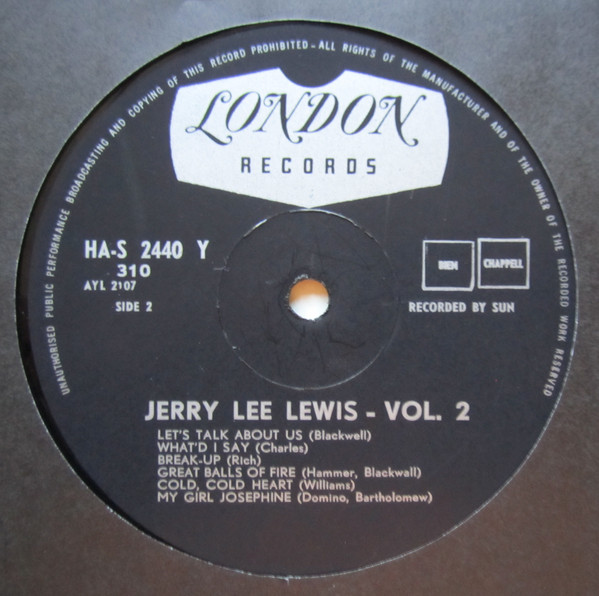 UNAUTHORISED PUBLIC PERFORMANCE BROADCASTING AND COPYING OF THIS RECORD PROHIBITED-ALL RIGHTS OF THE MANUFACTURER AND OF THE OWNER OF THE RECORDED WORK RESERVED
LONDON
RECORDS
HA-S 2440 Y
310
AYL 2107
SIDE 2
BIEM
CHAPPELL
RECORDED BY SUN
JERRY LEE LEWIS - VOL. 2
LET'S TALK ABOUT US (Blackwell)
WHAT'D I SAY (Charles)
BREAK-UP (Rich)
GREAT BALLS OF FIRE (Hammer, Blackwall)
COLD, COLD HEART (Williams)
MY GIRL JOSEPHINE (Domino, Bartholomew)